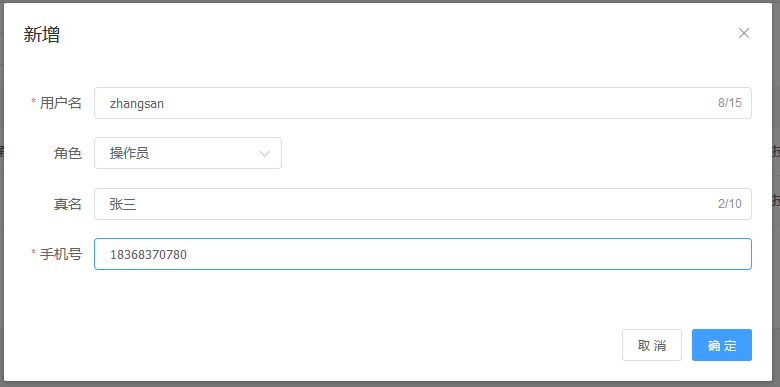 新增
* 用户名 zhangsan 8/15
角色 操作员
真名 张三 2/10
* 手机号 18368370780
取消 确定